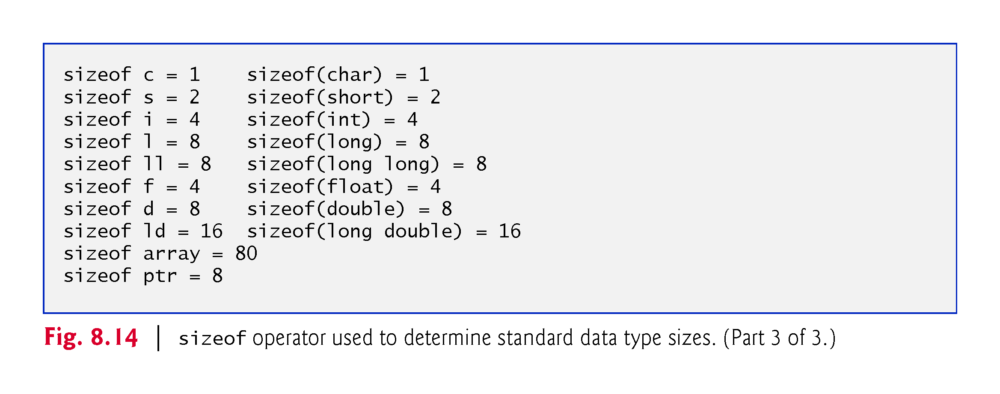 sizeof c = 1    sizeof(char) = 1
sizeof s = 2    sizeof(short) = 2
sizeof i = 4    sizeof(int) = 4
sizeof l = 8    sizeof(long) = 8
sizeof ll = 8   sizeof(long long) = 8
sizeof f = 4    sizeof(float) = 4
sizeof d = 8    sizeof(double) = 8
sizeof ld = 16  sizeof(long double) = 16
sizeof array = 80
sizeof ptr = 8
Fig. 8.14 | sizeof operator used to determine standard data type sizes. (Part 3 of 3.)